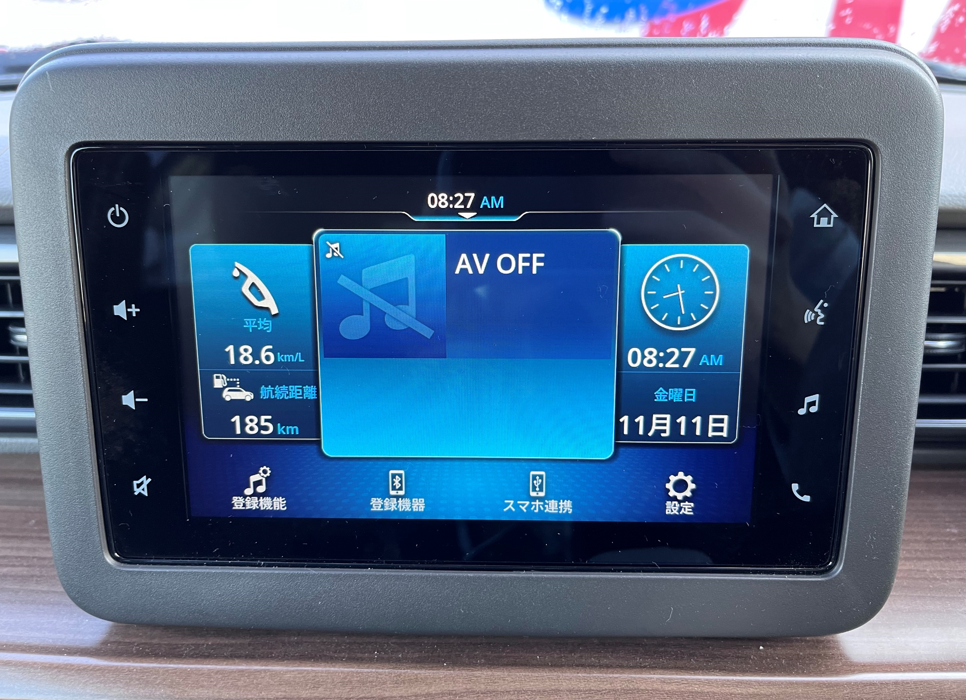 08:27 AM
AV OFF
平均
18.6 km/L
航続距離
185 km
08:27 AM
金曜日
11月11日
登録機能
登録機器
スマホ連携
設定